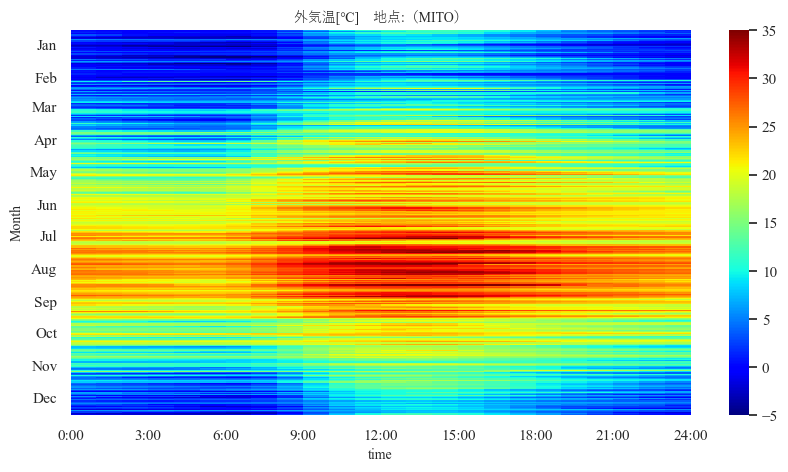 外気温[℃]　地点:（MITO）
Month
Jan
Feb
Mar
Apr
May
Jun
Jul
Aug
Sep
Oct
Nov
Dec
0:00 3:00 6:00 9:00 12:00 15:00 18:00 21:00 24:00
time
35
30
25
20
15
10
5
0
−5